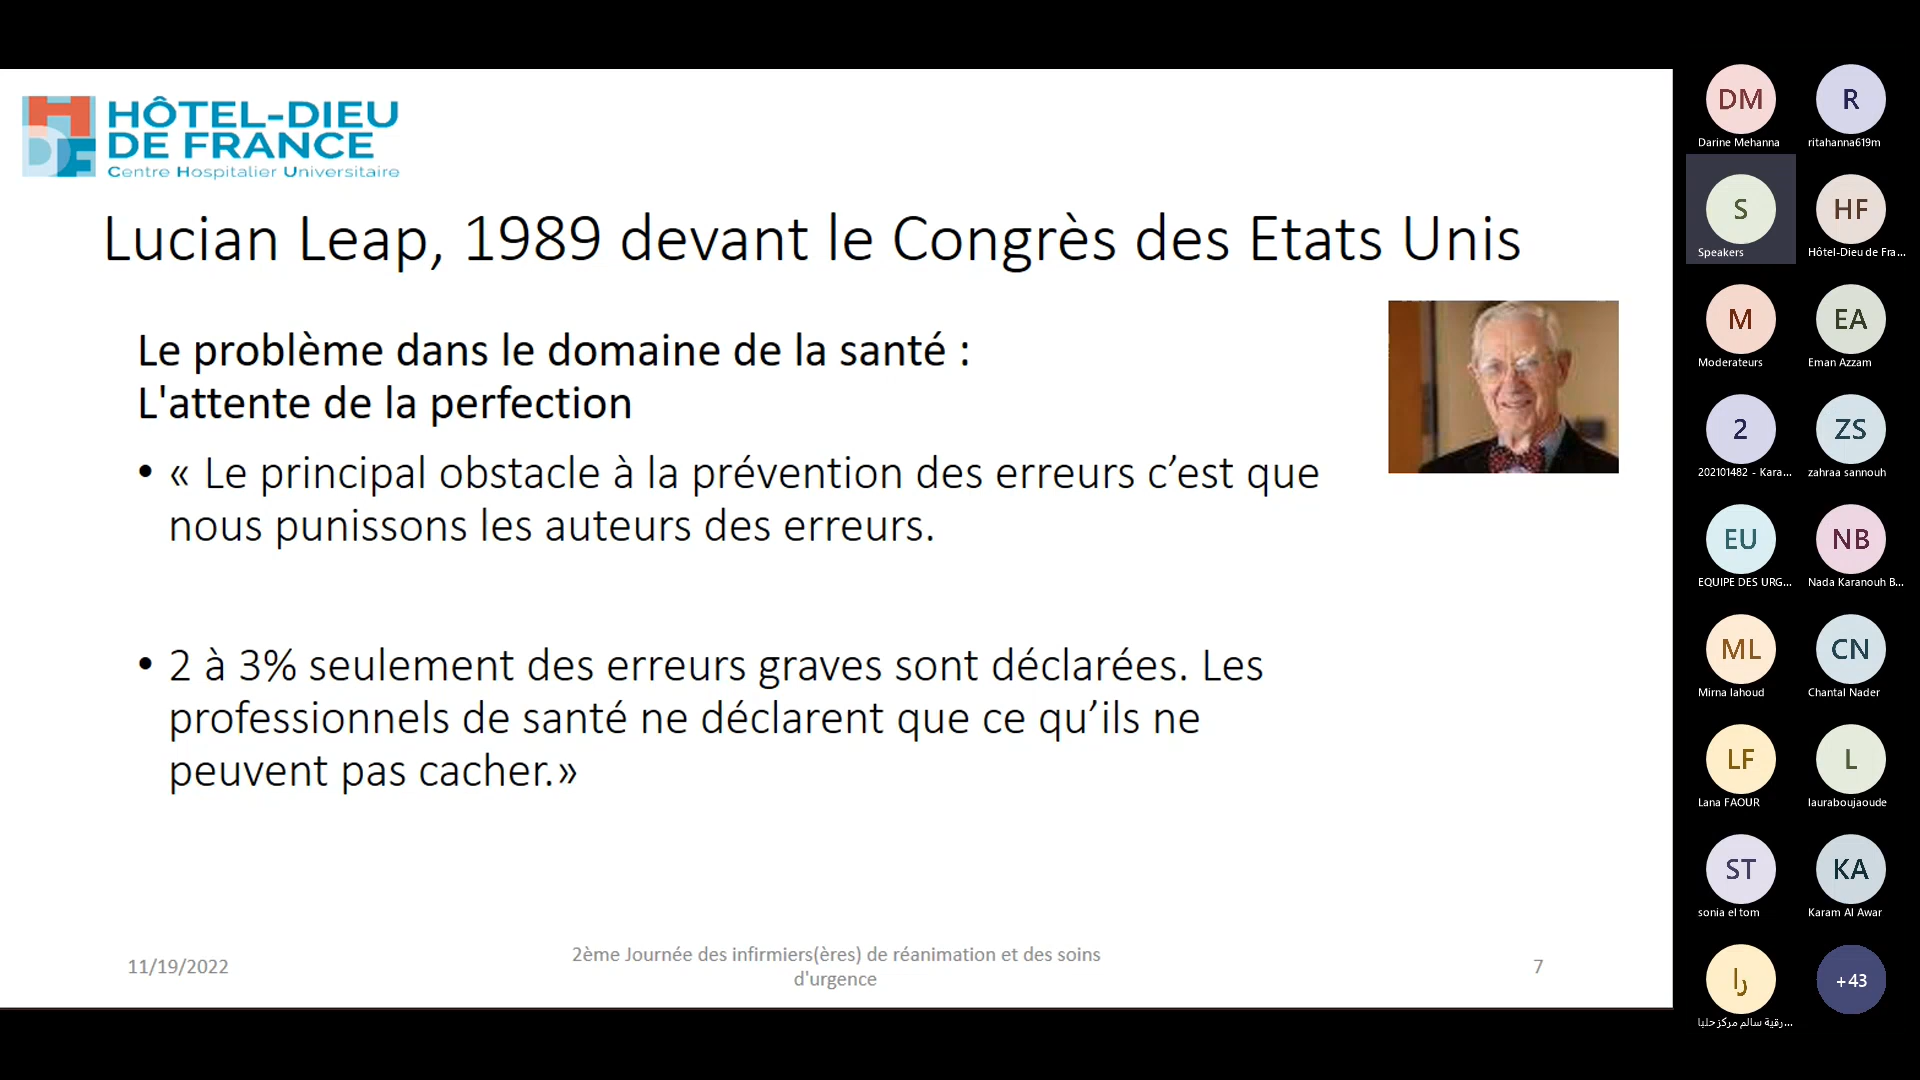 HÔTEL-DIEU
DE FRANCE
Centre Hospitalier Universitaire
Lucian Leap, 1989 devant le Congrès des Etats Unis
Le problème dans le domaine de la santé :
L'attente de la perfection
• « Le principal obstacle à la prévention des erreurs c’est que
nous punissons les auteurs des erreurs.
• 2 à 3% seulement des erreurs graves sont déclarées. Les
professionnels de santé ne déclarent que ce qu’ils ne
peuvent pas cacher.»
11/19/2022
2ème Journée des infirmiers(ères) de réanimation et des soins
d'urgence
7
DM
R
Darine Mehanna
ritahanna619m
S
HF
Speakers
Hôtel-Dieu de Fra...
M
EA
Moderateurs
Eman Azzam
2
ZS
202101482 - Kara...
zahraa sannouh
EU
NB
EQUIPE DES URG...
Nada Karanouh B...
ML
CN
Mirna lahoud
Chantal Nader
LF
L
Lana FAOUR
lauraboujaoude
ST
KA
sonia el tom
Karam Al Awar
را
+43
رقية سالم مركز حلبا...